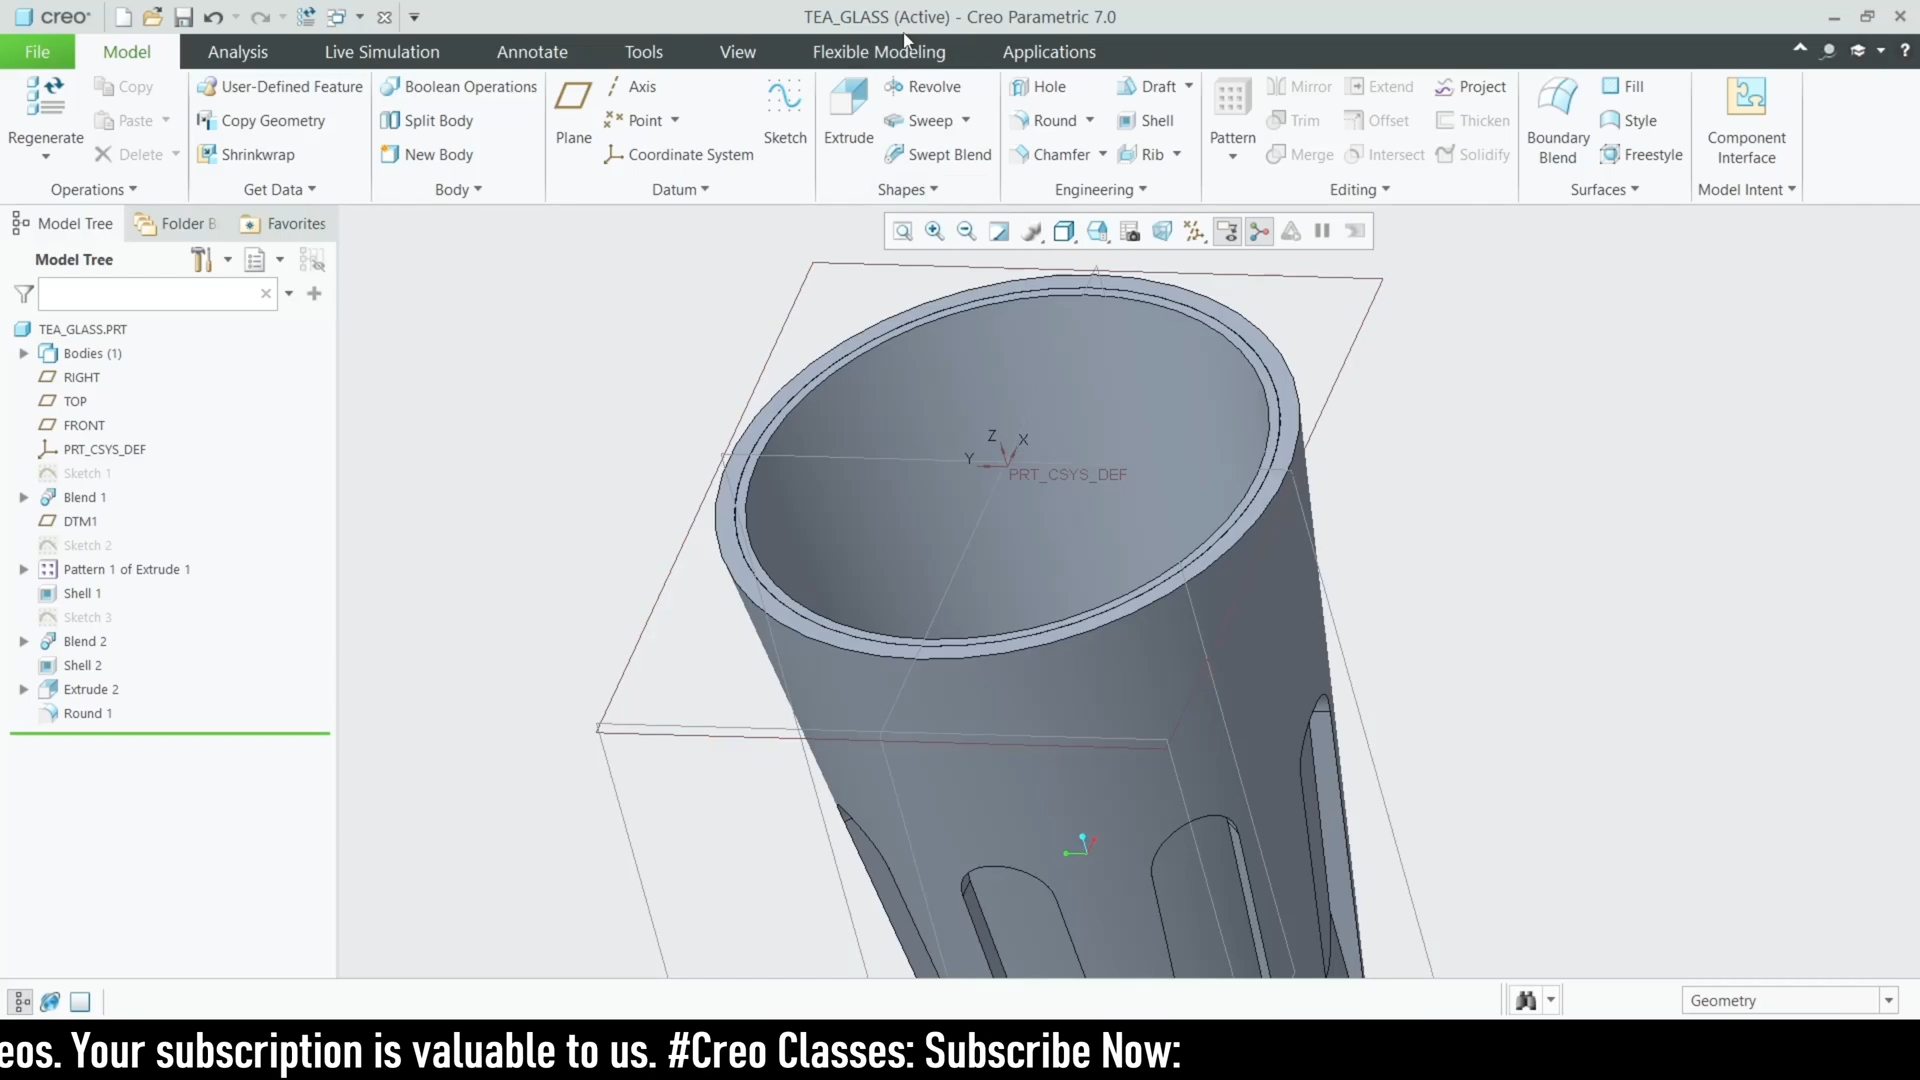 creo
TEA_GLASS (Active) - Creo Parametric 7.0
File
Model
Analysis
Live Simulation
Annotate
Tools
View
Flexible Modeling
Applications
Regenerate
Copy
Paste
Delete
Operations
User-Defined Feature
Copy Geometry
Shrinkwrap
Get Data
Boolean Operations
Split Body
New Body
Body
Plane
Axis
Point
Coordinate System
Sketch
Datum
Extrude
Revolve
Sweep
Swept Blend
Shapes
Hole
Round
Chamfer
Draft
Shell
Rib
Engineering
Pattern
Mirror
Trim
Merge
Extend
Offset
Intersect
Project
Thicken
Solidify
Editing
Boundary
Blend
Fill
Style
Freestyle
Surfaces
Component
Interface
Model Intent
Model Tree
Folder B
Favorites
Model Tree
TEA_GLASS.PRT
Bodies (1)
RIGHT
TOP
FRONT
PRT_CSYS_DEF
Sketch 1
Blend 1
DTM1
Sketch 2
Pattern 1 of Extrude 1
Shell 1
Sketch 3
Blend 2
Shell 2
Extrude 2
Round 1
Z
X
Y
PRT_CSYS_DEF
Geometry
eos. Your subscription is valuable to us. #Creo Classes: Subscribe Now: